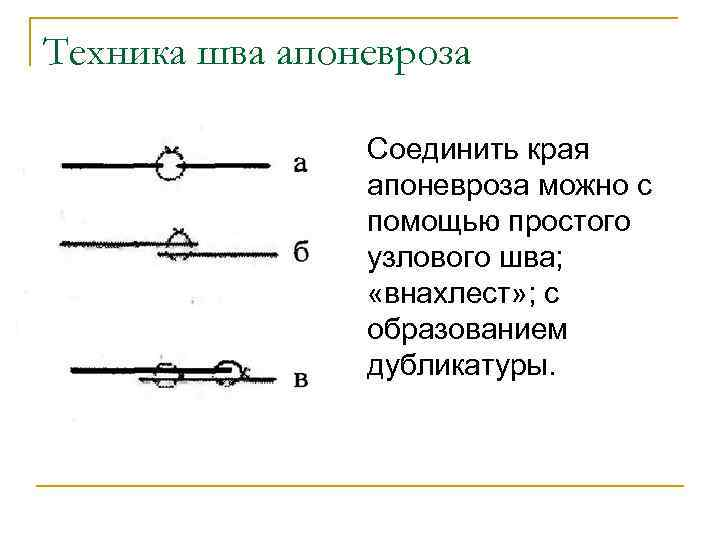 Техника шва апоневроза
а
б
в
Соединить края
апоневроза можно с
помощью простого
узлового шва;
«внахлест» ; с
образованием
дубликатуры.